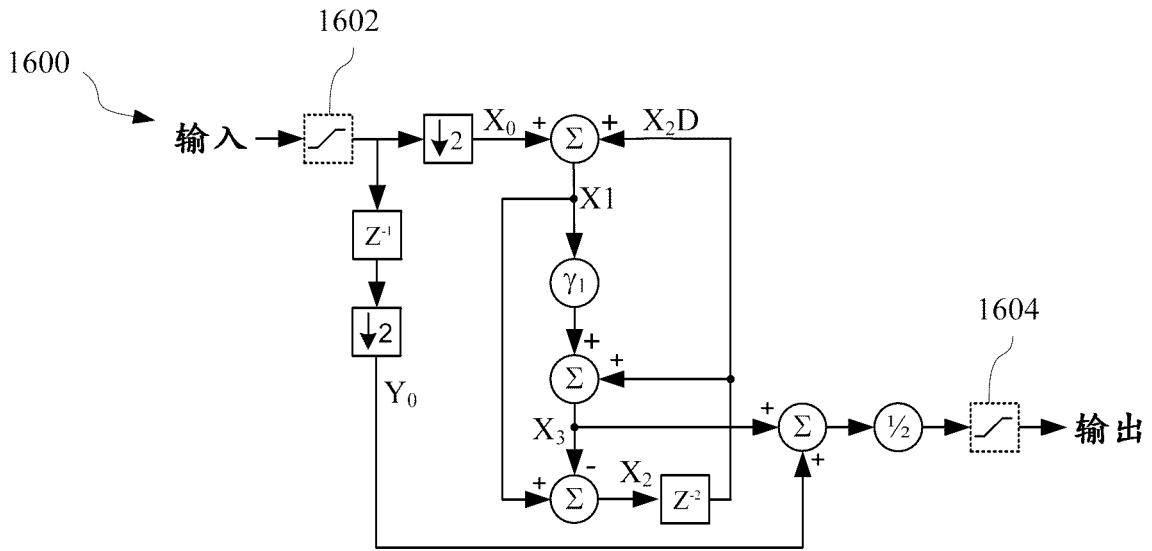 1602
1600
输入
↓2
X₀
+
Σ
+
X₂D
X1
Z⁻¹
γ₁
1604
↓2
+
Σ
+
Y₀
X₃
+
Σ
+
½
输出
-
+
Σ
X₂
Z⁻²